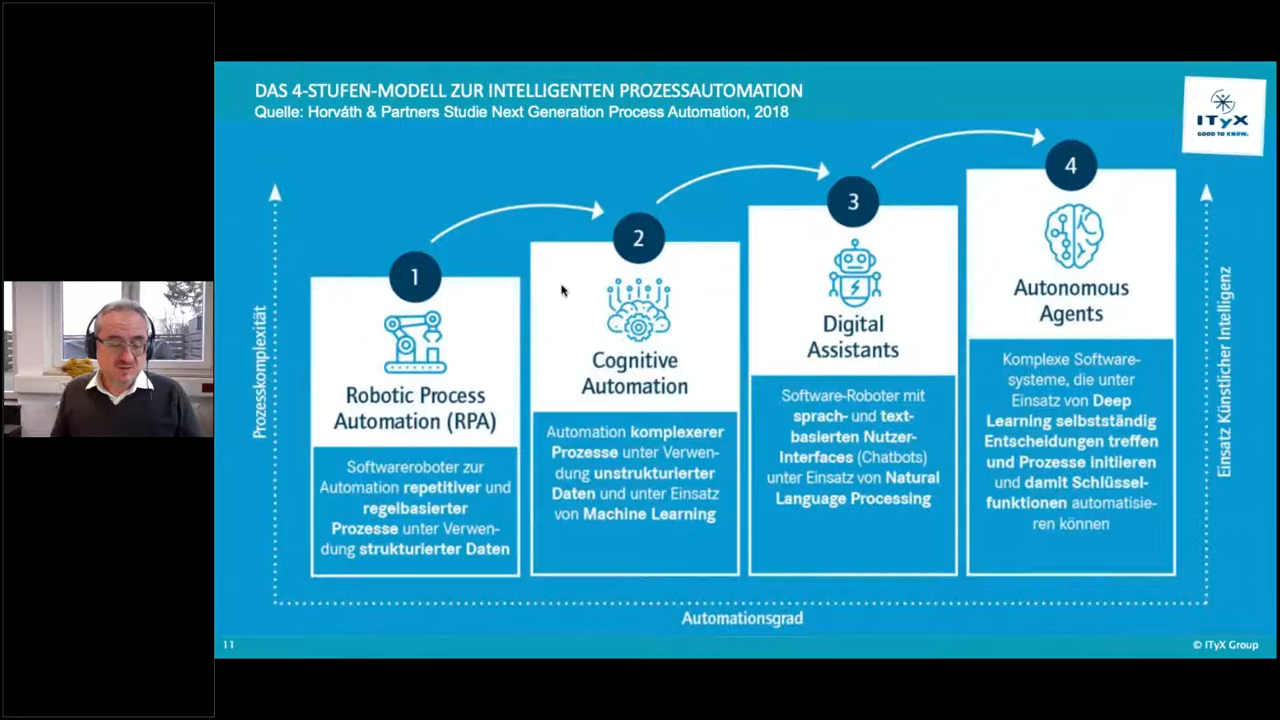 DAS 4-STUFEN-MODELL ZUR INTELLIGENTEN PROZESSAUTOMATION
Quelle: Horváth & Partners Studie Next Generation Process Automation, 2018
ITyX
GOOD TO KNOW.
Prozesskomplexität
1
Robotic Process
Automation (RPA)
Softwareroboter zur
Automation repetitiver und
regelbasierter
Prozesse unter Verwen-
dung strukturierter Daten
2
Cognitive
Automation
Automation komplexerer
Prozesse unter Verwen-
dung unstrukturierter
Daten und unter Einsatz
von Machine Learning
3
Digital
Assistants
Software-Roboter mit
sprach- und text-
basierten Nutzer-
Interfaces (Chatbots)
unter Einsatz von Natural
Language Processing
4
Autonomous
Agents
Komplexe Software-
systeme, die unter
Einsatz von Deep
Learning selbstständig
Entscheidungen treffen
und Prozesse initiieren
und damit Schlüssel-
funktionen automatisie-
ren können
Einsatz Künstlicher Intelligenz
Automationsgrad
11
© ITyX Group